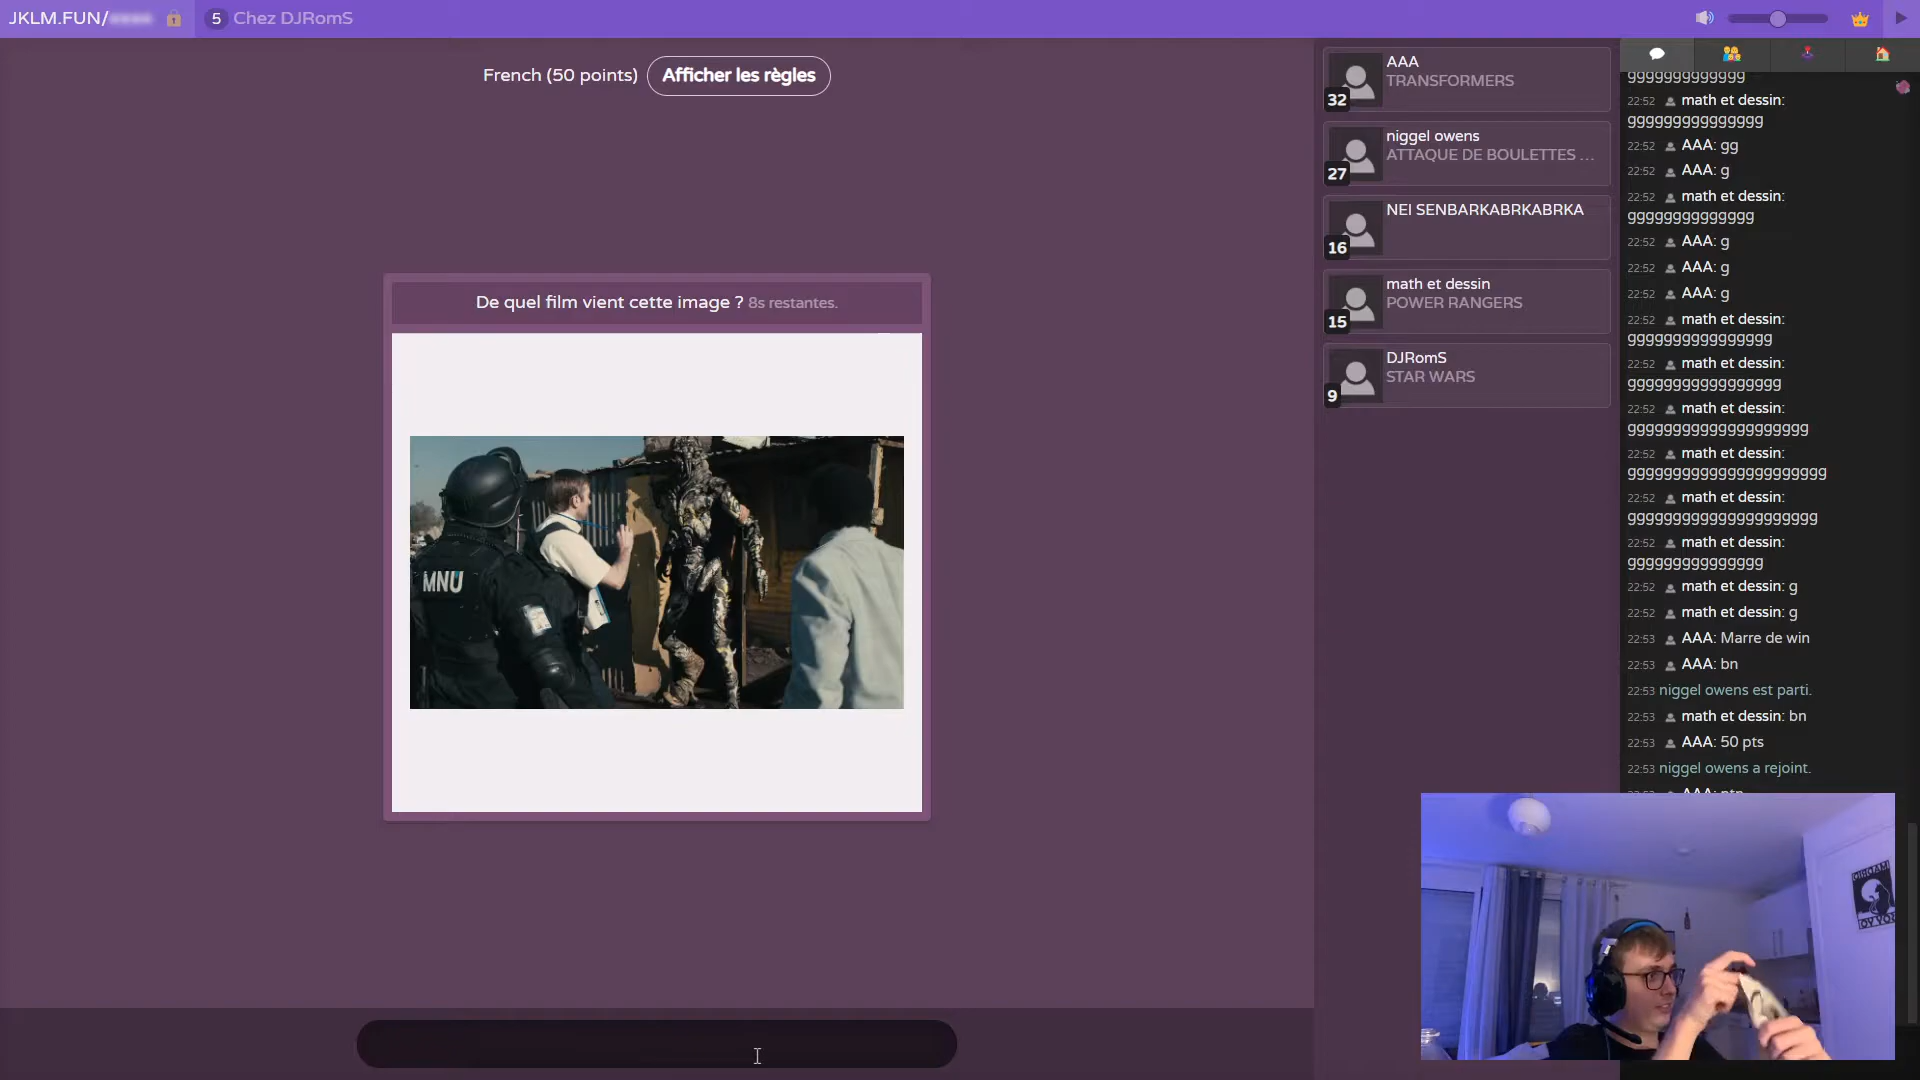 JKLM.FUN/
5 Chez DJRomS
French (50 points) Afficher les règles
De quel film vient cette image ? 8s restantes.
MNU
AAA
TRANSFORMERS
32
niggel owens
ATTAQUE DE BOULETTES ...
27
NEI SENBARKABRKABRKA
16
math et dessin
POWER RANGERS
15
DJRomS
STAR WARS
9
ggggggggggggg
22:52 math et dessin:
ggggggggggggggg
22:52 AAA: gg
22:52 AAA: g
22:52 math et dessin:
gggggggggggggg
22:52 AAA: g
22:52 AAA: g
22:52 AAA: g
22:52 math et dessin:
gggggggggggggggg
22:52 math et dessin:
ggggggggggggggggg
22:52 math et dessin:
gggggggggggggggggggg
22:52 math et dessin:
gggggggggggggggggggggg
22:52 math et dessin:
ggggggggggggggggggggg
22:52 math et dessin:
ggggggggggggggg
22:52 math et dessin: g
22:52 math et dessin: g
22:53 AAA: Marre de win
22:53 AAA: bn
22:53 niggel owens est parti.
22:53 math et dessin: bn
22:53 AAA: 50 pts
22:53 niggel owens a rejoint.